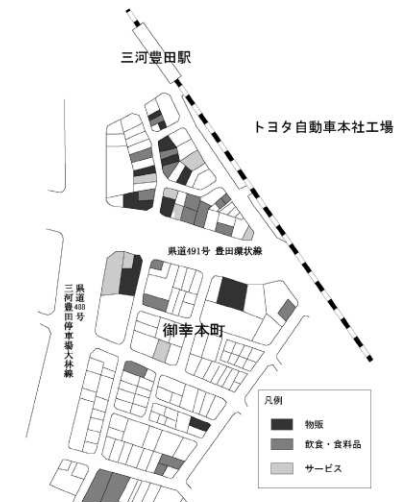 三河豊田駅
トヨタ自動車本社工場
県道491号 豊田環状線
県道488号
三河豊田停車場大林線
御幸本町
凡例
物販
飲食・食料品
サービス